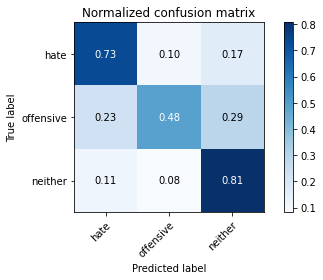 Normalized confusion matrix
0.8
hate 0.73 0.10 0.17
0.7
0.6
0.5
True label
offensive 0.23 0.48 0.29
0.4
0.3
neither 0.11 0.08 0.81
0.2
0.1
hate offensive neither
Predicted label